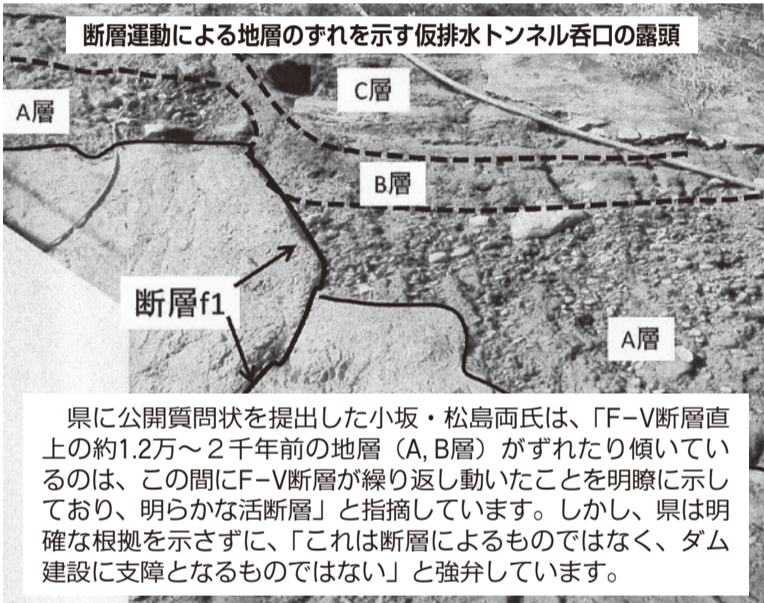 断層運動による地層のずれを示す仮排水トンネル呑口の露頭
C層
A層
B層
断層f1
A層
県に公開質問状を提出した小坂・松島両氏は、「F−V断層直
上の約1.2万〜２千年前の地層（A, B層）がずれたり傾いてい
るのは、この間にF−V断層が繰り返し動いたことを明瞭に示し
ており、明らかな活断層」と指摘しています。しかし、県は明
確な根拠を示さずに、「これは断層によるものではなく、ダム
建設に支障となるものではない」と強弁しています。